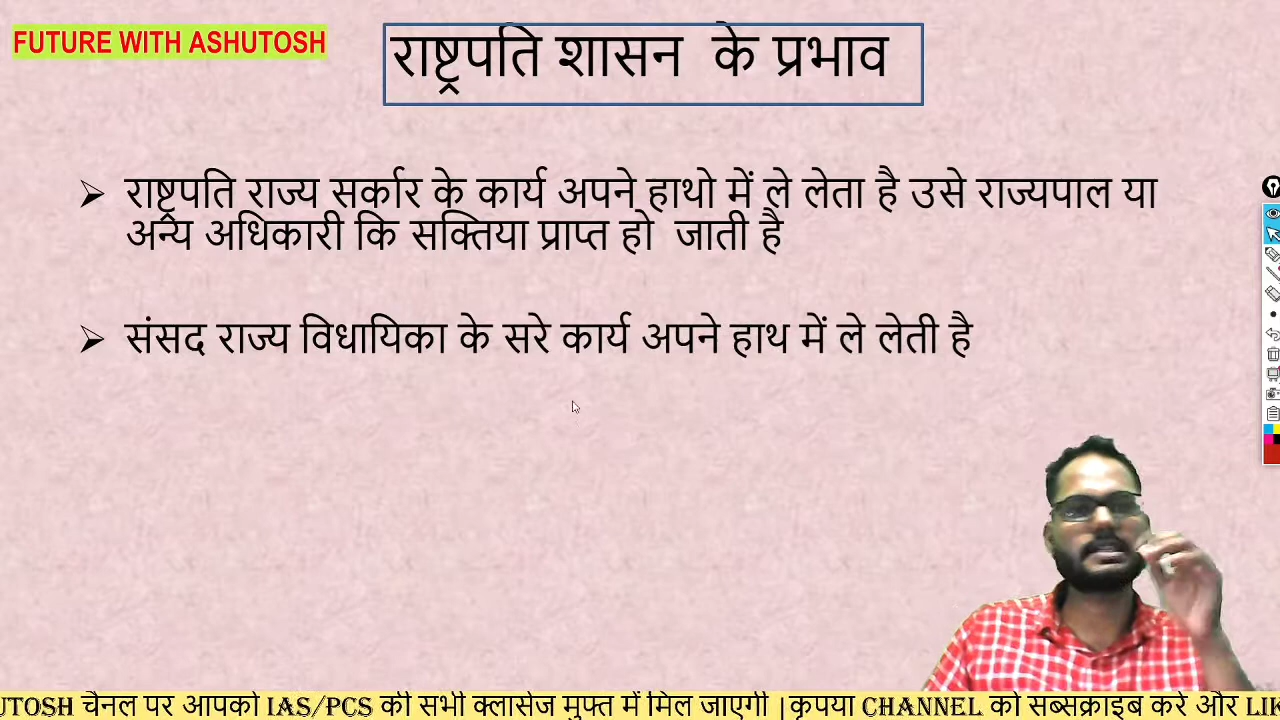 FUTURE WITH ASHUTOSH
राष्ट्रपति शासन के प्रभाव
राष्ट्रपति राज्य सर्कार के कार्य अपने हाथो में ले लेता है उसे राज्यपाल या
अन्य अधिकारी कि सक्तिया प्राप्त हो जाती है
संसद राज्य विधायिका के सरे कार्य अपने हाथ में ले लेती है
UTOSH चैनल पर आपको IAS/PCS की सभी क्लासेज मुफ्त में मिल जाएगी |कृपया CHANNEL को सब्सक्राइब करे और LIK